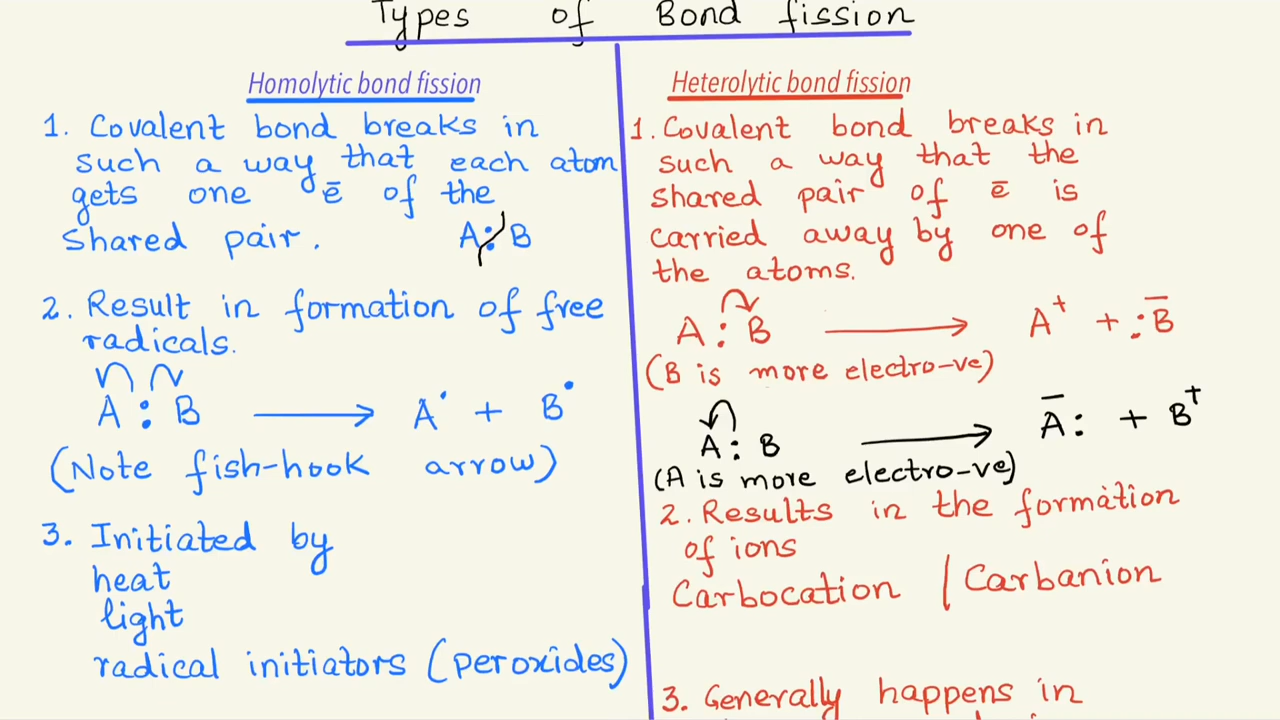 Types of Bond fission
Homolytic bond fission
1. Covalent bond breaks in
such a way that each atom
gets one ē of the
shared pair.
A:B
2. Result in formation of free
radicals.
A : B ⟶ A• + B•
(Note fish-hook arrow)
3. Initiated by
heat
light
radical initiators (peroxides)
Heterolytic bond fission
1. Covalent bond breaks in
such a way that the
shared pair of ē is
carried away by one of
the atoms.
A : B ⟶ A⁺ + :B̄
(B is more electro-ve)
A : B ⟶ Ā: + B⁺
(A is more electro-ve)
2. Results in the formation
of ions
Carbocation / Carbanion
3. Generally happens in